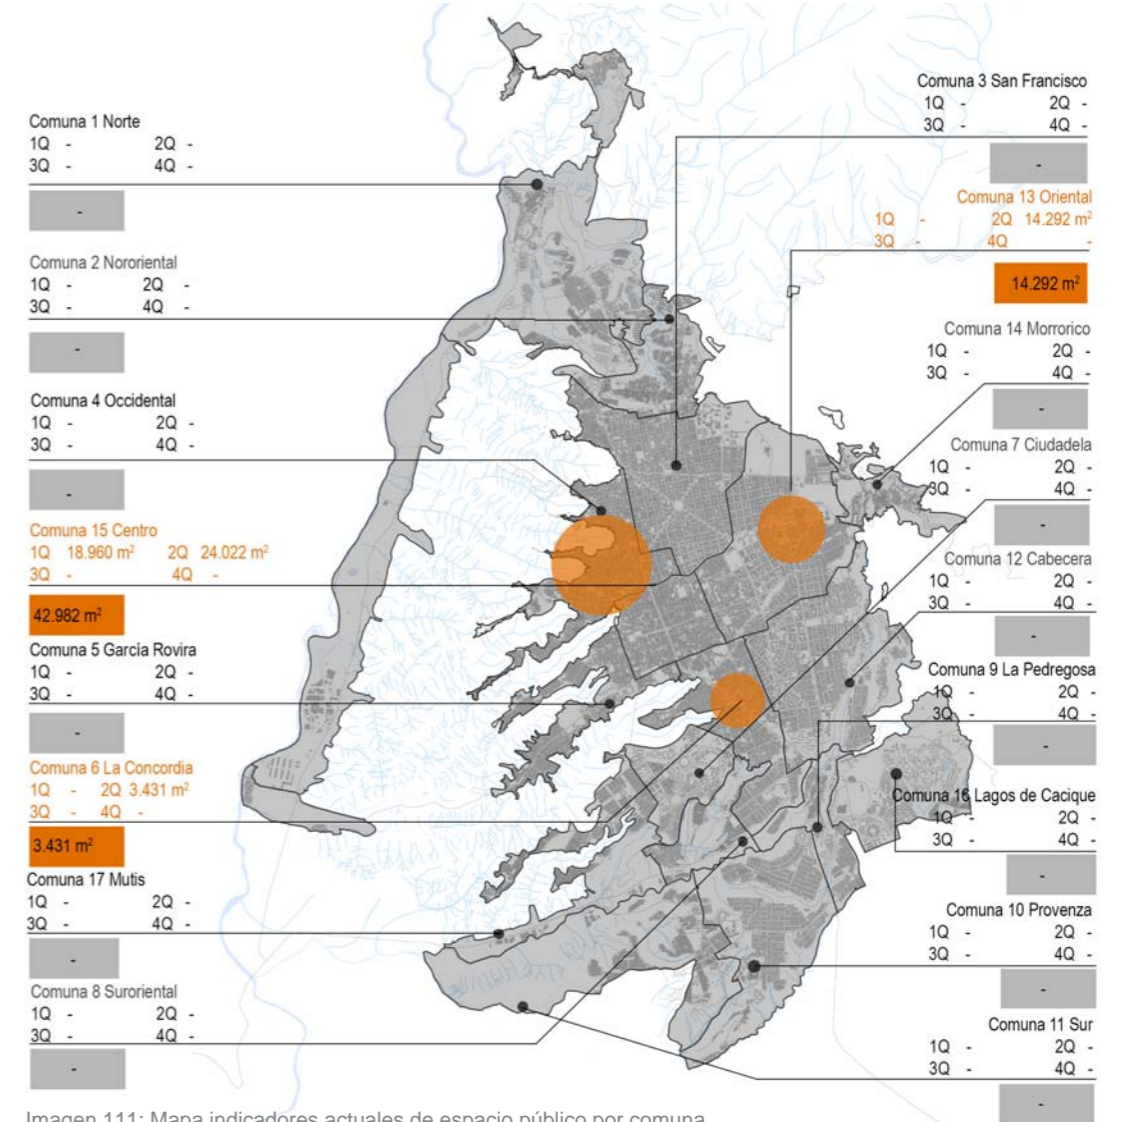 Comuna 1 Norte
1Q - 2Q -
3Q - 4Q -
-
Comuna 2 Nororiental
1Q - 2Q -
3Q - 4Q -
-
Comuna 4 Occidental
1Q - 2Q -
3Q - 4Q -
-
Comuna 15 Centro
1Q 18.960 m² 2Q 24.022 m²
3Q - 4Q -
42.982 m²
Comuna 5 García Rovira
1Q - 2Q -
3Q - 4Q -
-
Comuna 6 La Concordia
1Q - 2Q 3.431 m²
3Q - 4Q -
3.431 m²
Comuna 17 Mutis
1Q - 2Q -
3Q - 4Q -
-
Comuna 8 Suroriental
1Q - 2Q -
3Q - 4Q -
-
Comuna 3 San Francisco
1Q - 2Q -
3Q - 4Q -
-
Comuna 13 Oriental
1Q - 2Q 14.292 m²
3Q - 4Q -
14.292 m²
Comuna 14 Morrorico
1Q - 2Q -
3Q - 4Q -
-
Comuna 7 Ciudadela
1Q - 2Q -
3Q - 4Q -
-
Comuna 12 Cabecera
1Q - 2Q -
3Q - 4Q -
-
Comuna 9 La Pedregosa
1Q - 2Q -
3Q - 4Q -
-
Comuna 16 Lagos de Cacique
1Q - 2Q -
3Q - 4Q -
-
Comuna 10 Provenza
1Q - 2Q -
3Q - 4Q -
-
Comuna 11 Sur
1Q - 2Q -
3Q - 4Q -
-
Imagen 111: Mapa indicadores actuales de espacio público por comuna